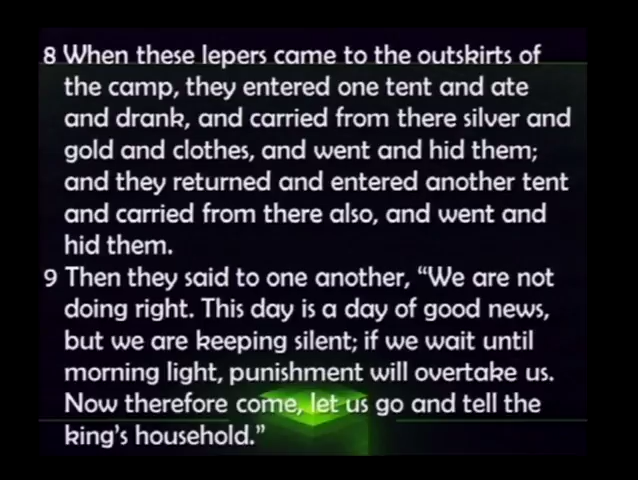 8 When these lepers came to the outskirts of
the camp, they entered one tent and ate
and drank, and carried from there silver and
gold and clothes, and went and hid them;
and they returned and entered another tent
and carried from there also, and went and
hid them.
9 Then they said to one another, “We are not
doing right. This day is a day of good news,
but we are keeping silent; if we wait until
morning light, punishment will overtake us.
Now therefore come, let us go and tell the
king’s household.”